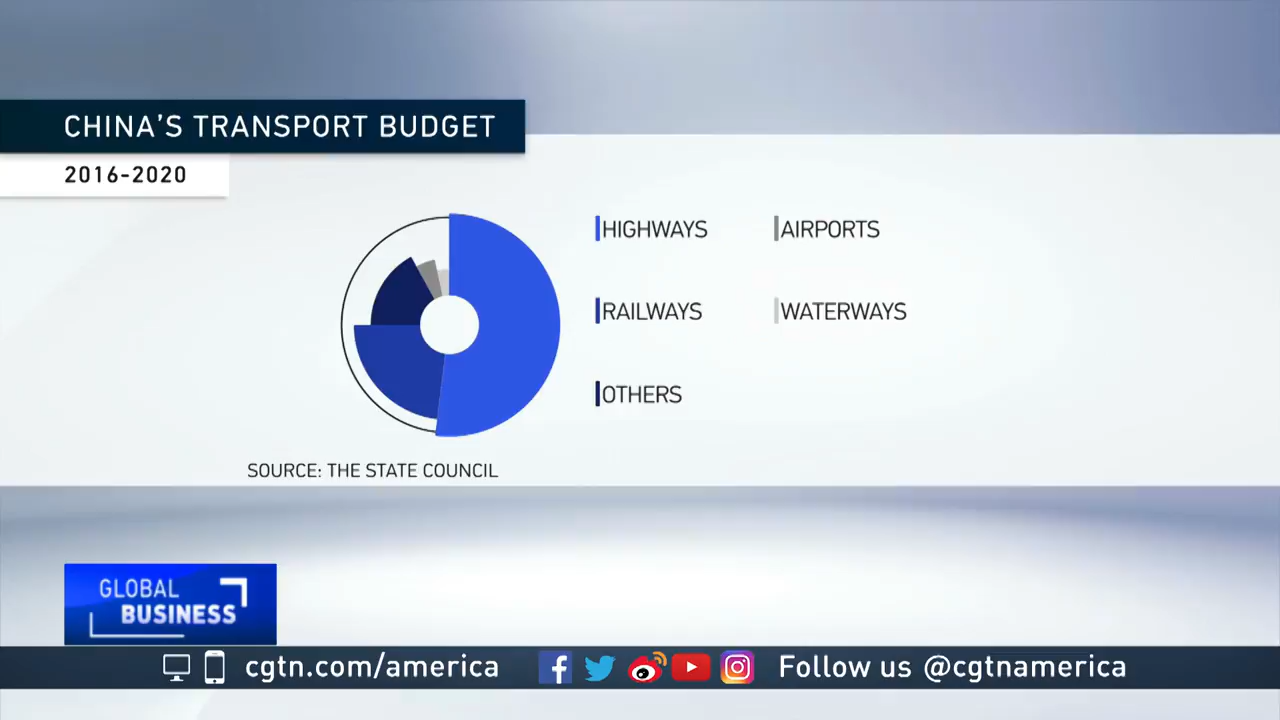 CHINA'S TRANSPORT BUDGET
2016-2020
HIGHWAYS
AIRPORTS
RAILWAYS
WATERWAYS
OTHERS
SOURCE: THE STATE COUNCIL
GLOBAL
BUSINESS
cgtn.com/america
Follow us @cgtnamerica